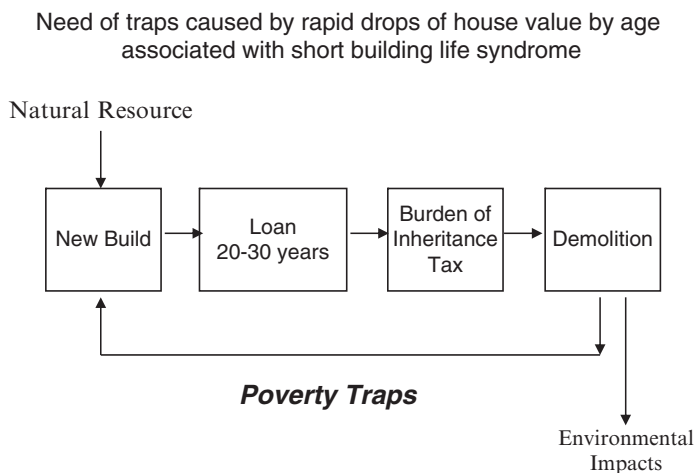 Need of traps caused by rapid drops of house value by age
associated with short building life syndrome
Natural Resource
New Build
Loan
20-30 years
Burden of
Inheritance
Tax
Demolition
Poverty Traps
Environmental
Impacts